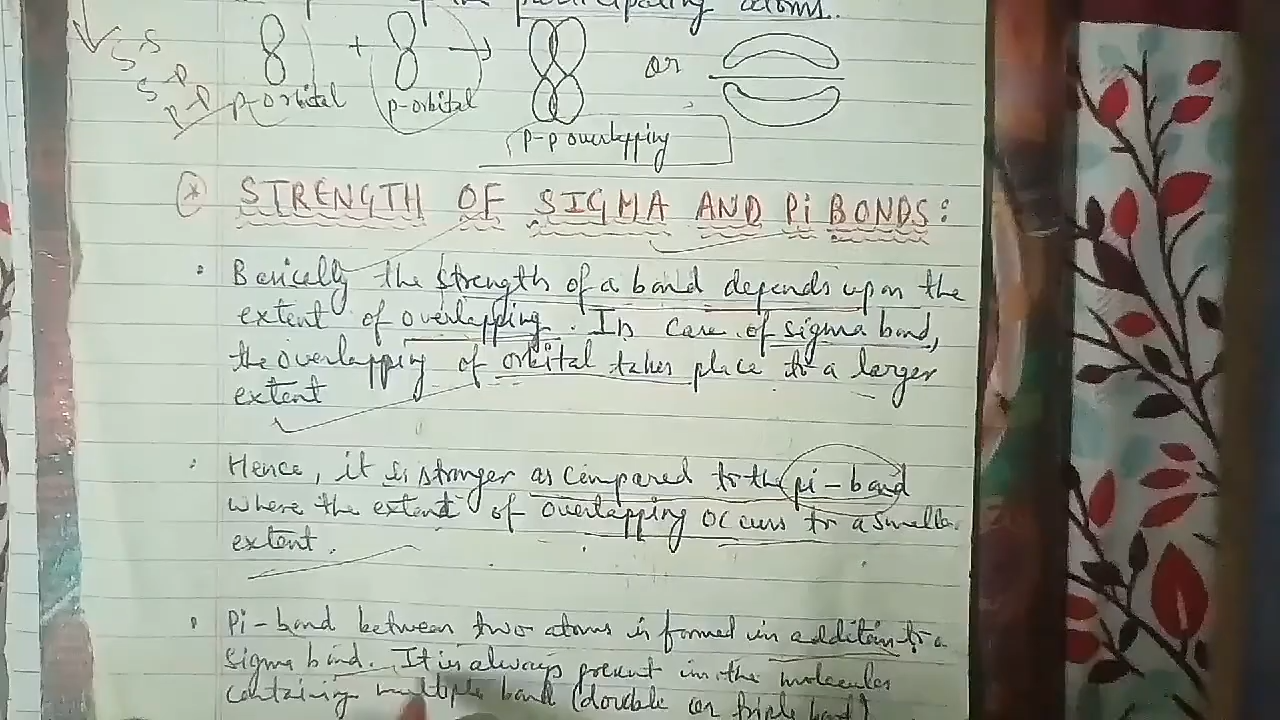 participating atoms.
S-S
S-P
P-P
p-orbital + p-orbital → or
P-p overlapping
* STRENGTH OF SIGMA AND Pi BONDS:
Basically the strength of a bond depends upon the
extent of overlapping. In case of sigma bond,
the overlapping of orbital takes place to a larger
extent
Hence, it is stronger as compared to the pi-bond
where the extent of overlapping occurs to a smaller
extent.
Pi-bond between two atoms is formed in addition to a
sigma bond. It is always present in the molecules
containing multiple bond (double or triple bond)